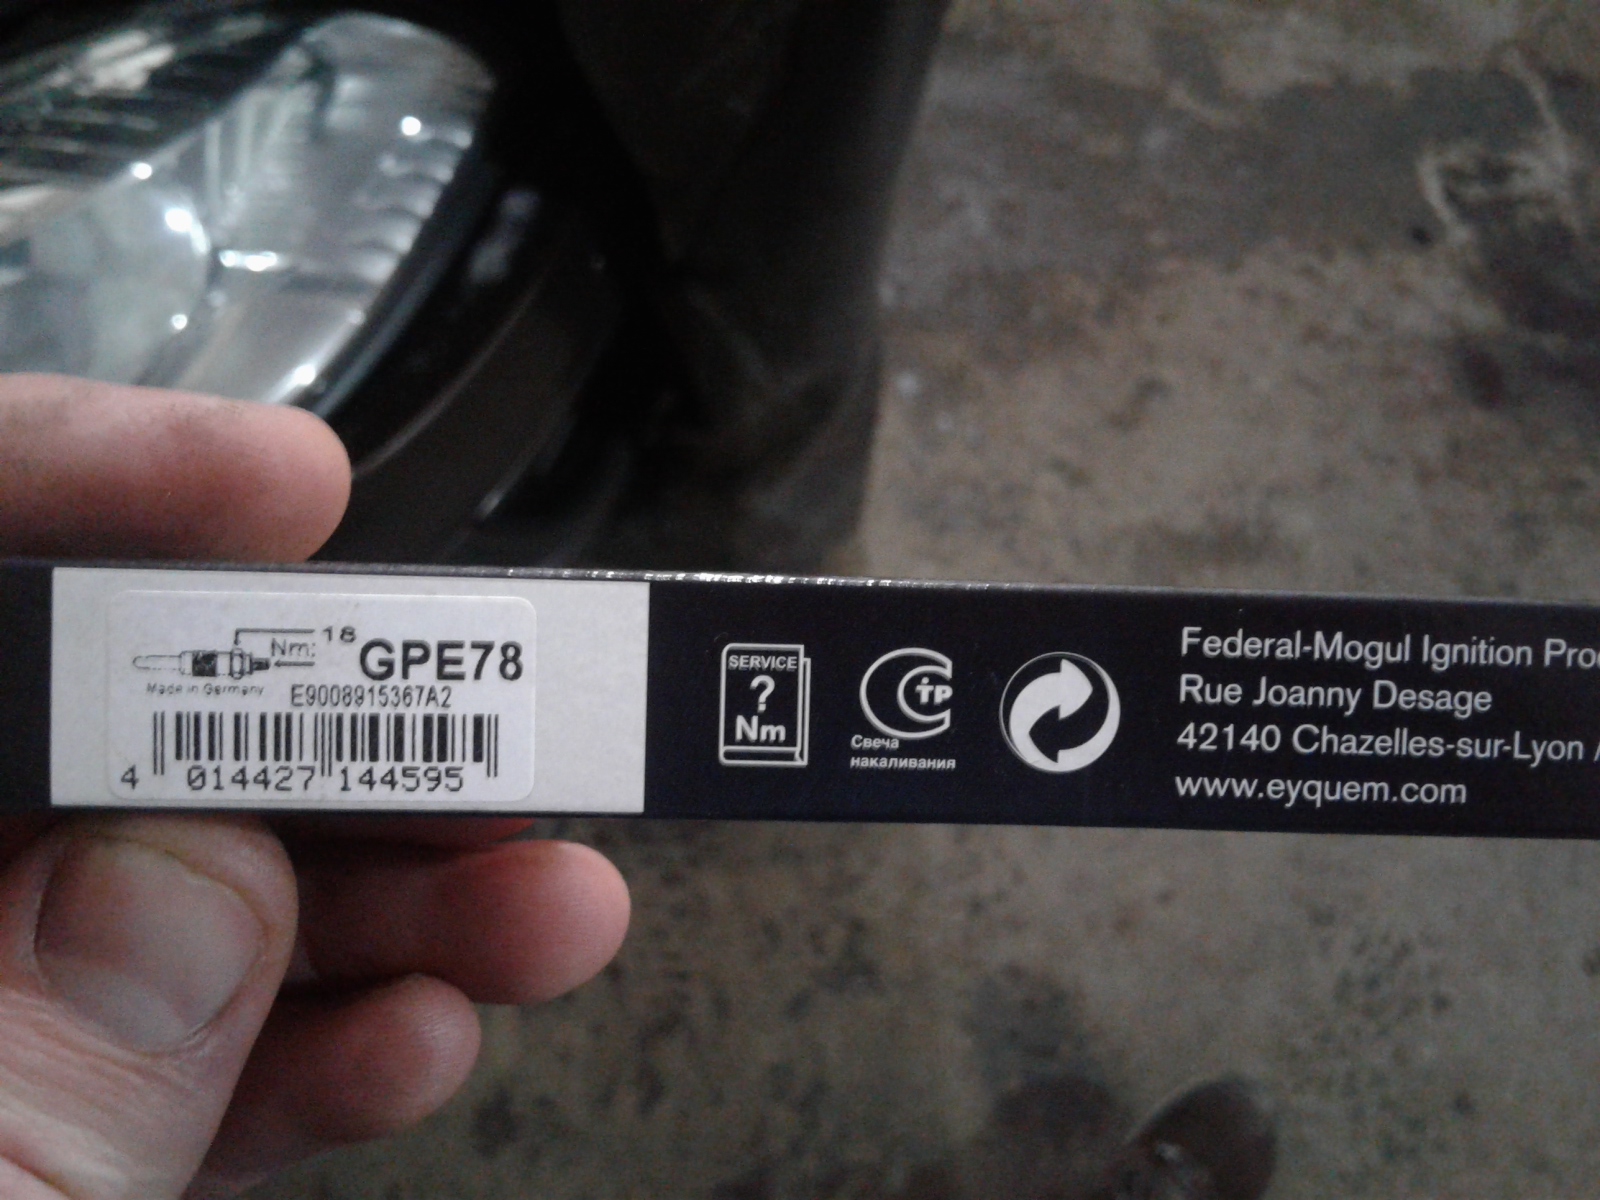 Nm: 18
GPE78
Made in Germany
E9008915367A2
4 014427 144595
SERVICE
?
Nm
СТР
Свеча
накаливания
Federal-Mogul Ignition
Rue Joanny Desage
42140 Chazelles-sur-Lyon /
www.eyquem.com